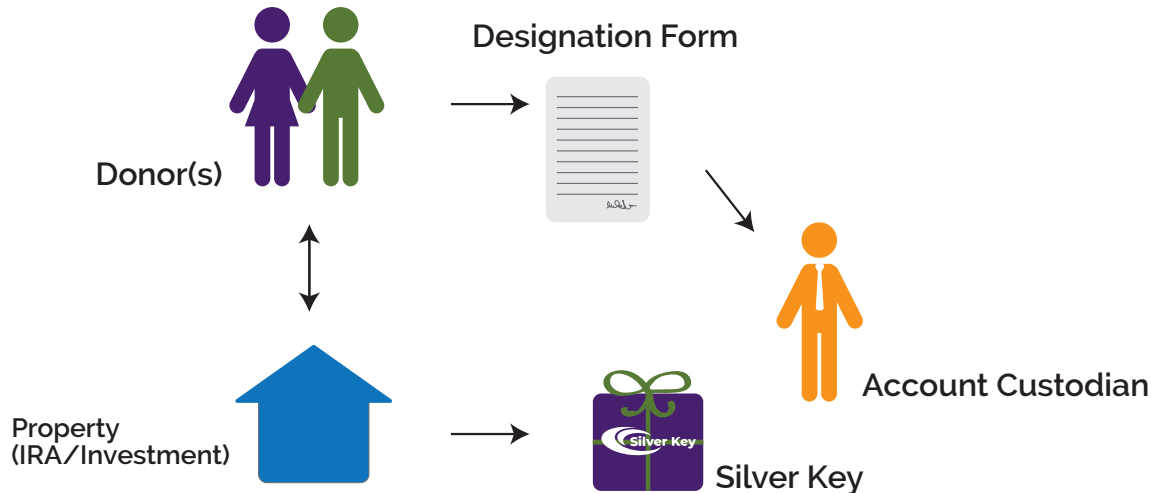 Designation Form
Donor(s)
Account Custodian
Property
(IRA/Investment)
Silver Key
Silver Key